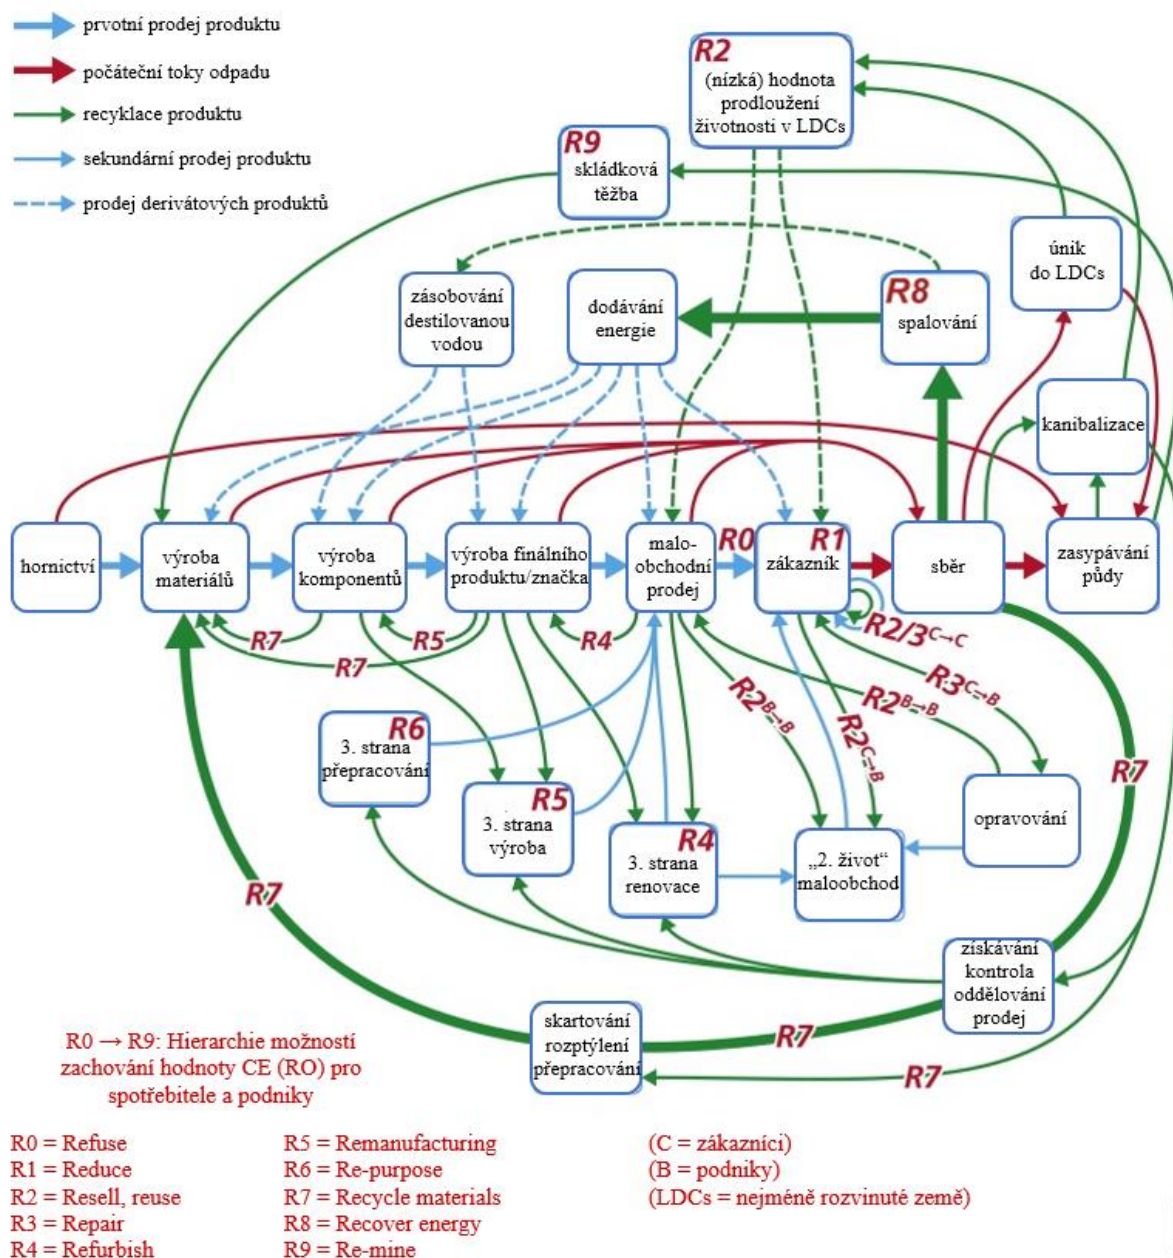 prvotní prodej produktu
počáteční toky odpadu
recyklace produktu
sekundární prodej produktu
prodej derivátových produktů
R2
(nízká) hodnota
prodloužení
životnosti v LDCs
R9
skládková
těžba
únik
do LDCs
zásobování
destilovanou
vodou
dodávání
energie
R8
spalování
kanibalizace
hornictví
výroba
materiálů
výroba
komponentů
výroba finálního
produktu/značka
malo-
obchodní
prodej
R0
R1
zákazník
sběr
zasypávání
půdy
R7
R5
R7
R4
R2/3 C→C
R3 C→B
R2 B→B
R2 B→B
R2 C→B
R6
3. strana
přepracování
R5
3. strana
výroba
R4
3. strana
renovace
„2. život“
maloobchod
opravování
R7
R7
získávání
kontrola
oddělování
prodej
skartování
rozptýlení
přepracování
R7
R7
R0 → R9: Hierarchie možností
zachování hodnoty CE (RO) pro
spotřebitele a podniky
R0 = Refuse
R1 = Reduce
R2 = Resell, reuse
R3 = Repair
R4 = Refurbish
R5 = Remanufacturing
R6 = Re-purpose
R7 = Recycle materials
R8 = Recover energy
R9 = Re-mine
(C = zákazníci)
(B = podniky)
(LDCs = nejméně rozvinuté země)